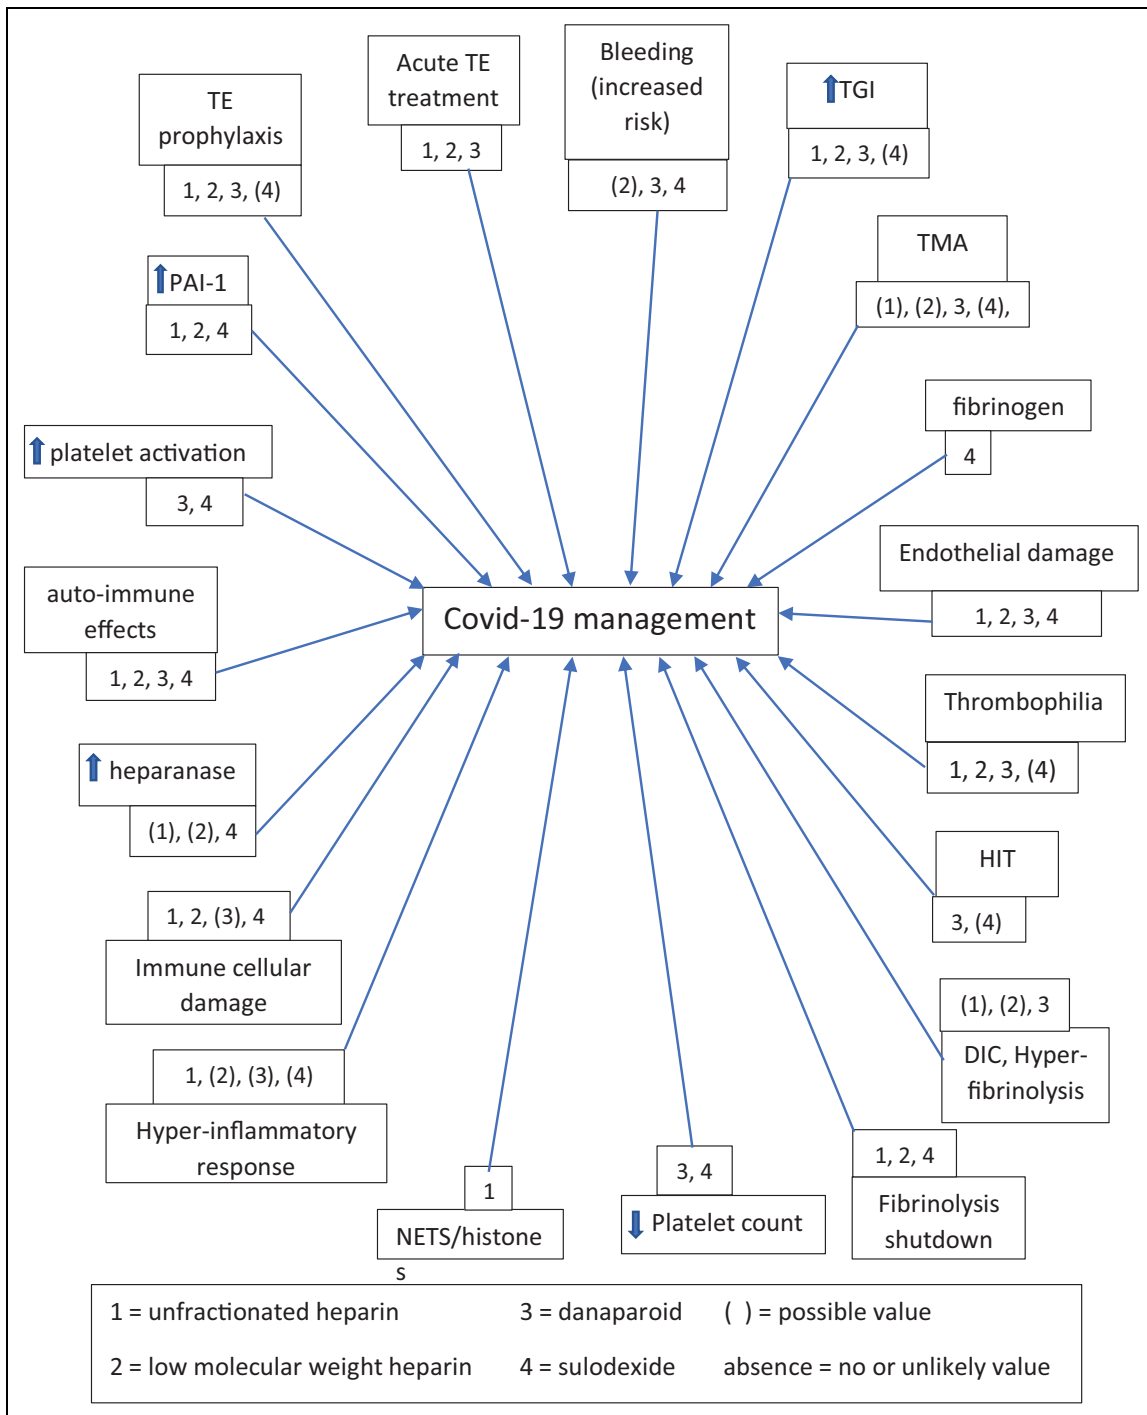 TE
prophylaxis
1, 2, 3, (4)
Acute TE
treatment
1, 2, 3
Bleeding
(increased
risk)
(2), 3, 4
TGI
1, 2, 3, (4)
TMA
(1), (2), 3, (4),
PAI-1
1, 2, 4
fibrinogen
4
platelet activation
3, 4
Endothelial damage
1, 2, 3, 4
auto-immune
effects
1, 2, 3, 4
Covid-19 management
Thrombophilia
1, 2, 3, (4)
heparanase
(1), (2), 4
HIT
3, (4)
1, 2, (3), 4
Immune cellular
damage
(1), (2), 3
DIC, Hyper-
fibrinolysis
1, (2), (3), (4)
Hyper-inflammatory
response
1
NETS/histone
s
3, 4
Platelet count
1, 2, 4
Fibrinolysis
shutdown
1 = unfractionated heparin 3 = danaparoid ( ) = possible value
2 = low molecular weight heparin 4 = sulodexide absence = no or unlikely value